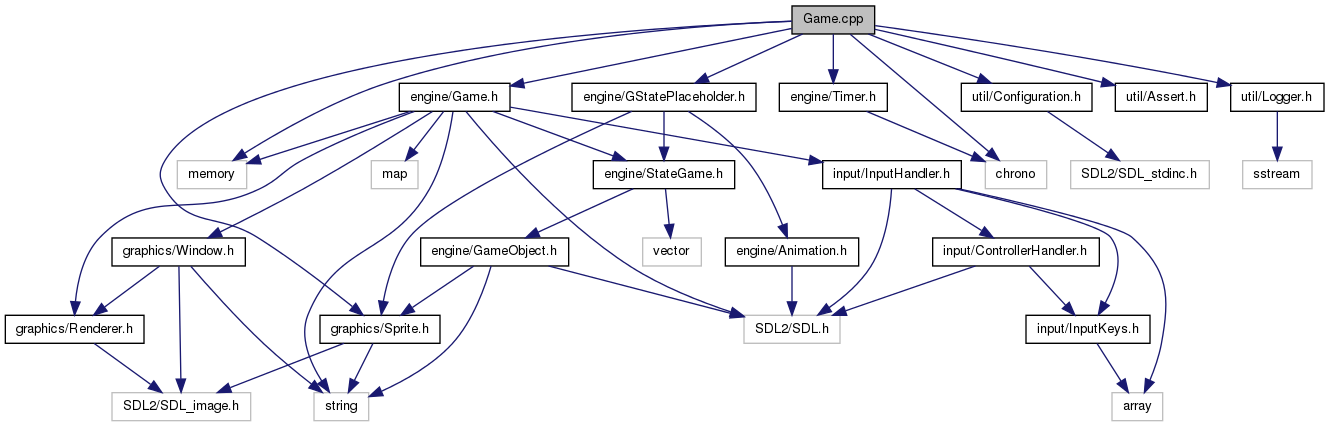 Game.cpp
engine/Game.h
engine/GStatePlaceholder.h
engine/Timer.h
util/Configuration.h
util/Assert.h
util/Logger.h
memory
map
engine/StateGame.h
input/InputHandler.h
chrono
SDL2/SDL_stdinc.h
sstream
graphics/Window.h
engine/GameObject.h
vector
engine/Animation.h
input/ControllerHandler.h
graphics/Renderer.h
graphics/Sprite.h
SDL2/SDL.h
input/InputKeys.h
SDL2/SDL_image.h
string
array